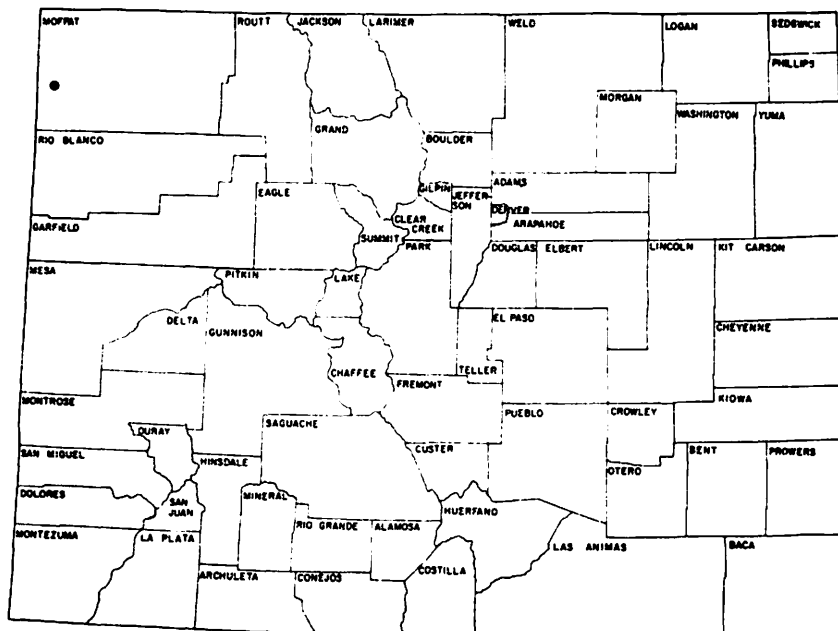 MOFFAT
ROUTT
JACKSON
LARIMER
WELD
LOGAN
SEDGWICK
PHILLIPS
MORGAN
WASHINGTON
YUMA
RIO BLANCO
GRAND
BOULDER
EAGLE
GILPIN
JEFFER-
SON
ADAMS
DENVER
ARAPAHOE
GARFIELD
CLEAR
CREEK
SUMMIT
PARK
DOUGLAS
ELBERT
LINCOLN
KIT CARSON
MESA
PITKIN
LAKE
DELTA
GUNNISON
EL PASO
CHEYENNE
TELLER
CHAFFEE
FREMONT
MONTROSE
KIOWA
SAGUACHE
PUEBLO
CROWLEY
OURAY
CUSTER
SAN MIGUEL
HINSDALE
OTERO
BENT
PROWERS
DOLORES
SAN
JUAN
MINERAL
HUERFANO
RIO GRANDE
ALAMOSA
MONTEZUMA
LA PLATA
LAS ANIMAS
BACA
ARCHULETA
CONEJOS
COSTILLA